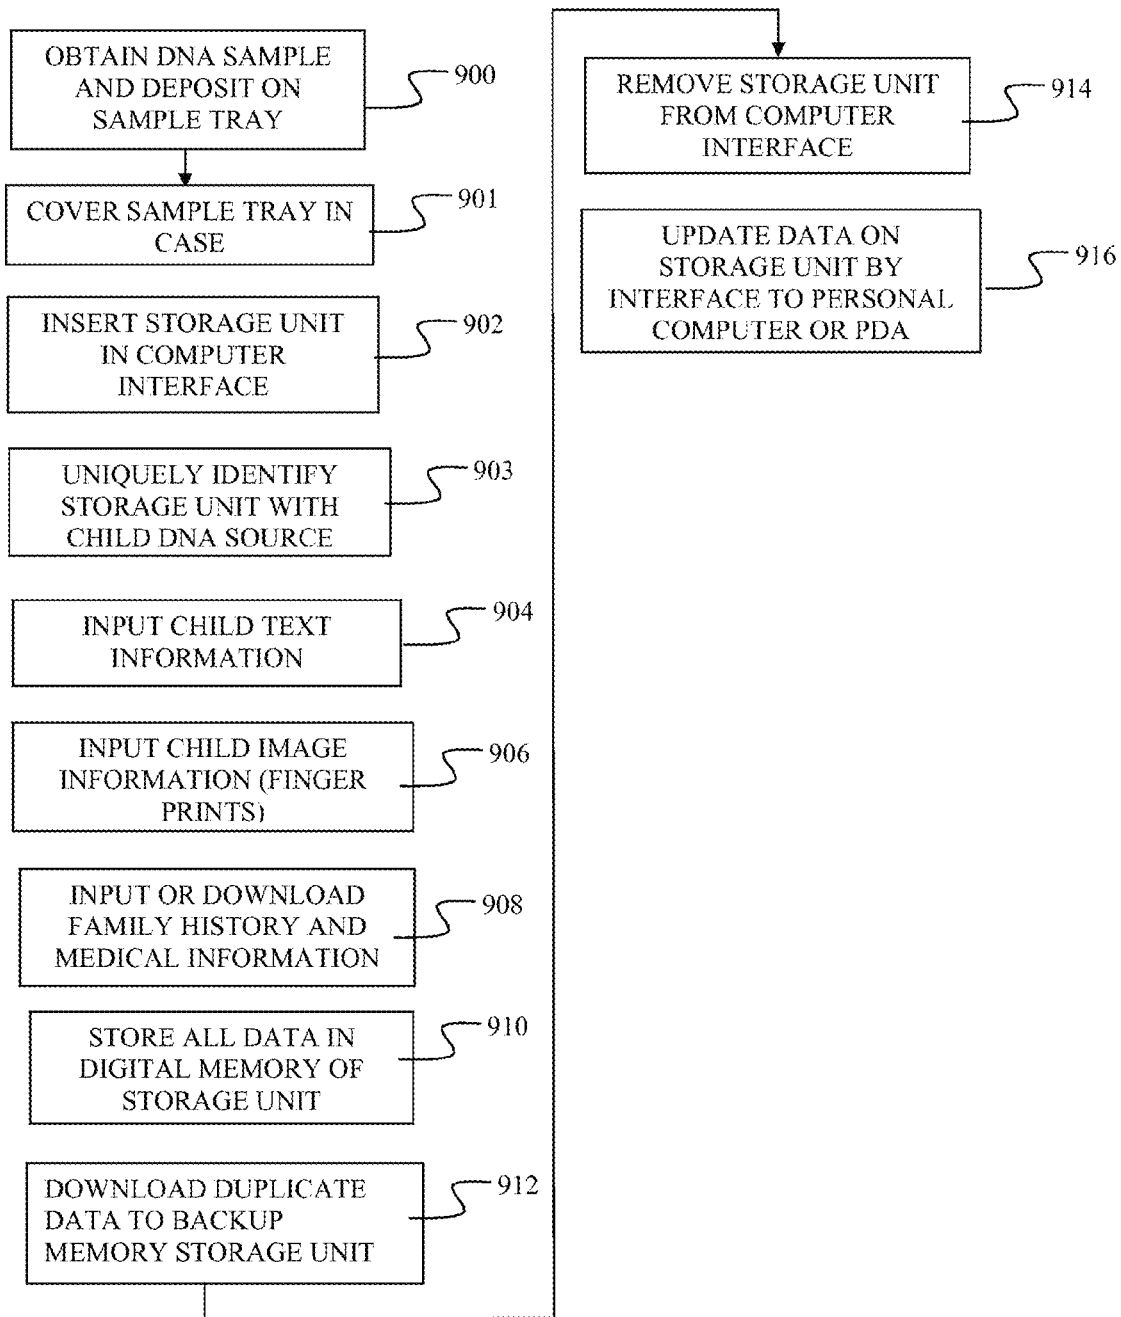 OBTAIN DNA SAMPLE
AND DEPOSIT ON
SAMPLE TRAY
900
COVER SAMPLE TRAY IN
CASE
901
INSERT STORAGE UNIT
IN COMPUTER
INTERFACE
902
UNIQUELY IDENTIFY
STORAGE UNIT WITH
CHILD DNA SOURCE
903
INPUT CHILD TEXT
INFORMATION
904
INPUT CHILD IMAGE
INFORMATION (FINGER
PRINTS)
906
INPUT OR DOWNLOAD
FAMILY HISTORY AND
MEDICAL INFORMATION
908
STORE ALL DATA IN
DIGITAL MEMORY OF
STORAGE UNIT
910
DOWNLOAD DUPLICATE
DATA TO BACKUP
MEMORY STORAGE UNIT
912
REMOVE STORAGE UNIT
FROM COMPUTER
INTERFACE
914
UPDATE DATA ON
STORAGE UNIT BY
INTERFACE TO PERSONAL
COMPUTER OR PDA
916